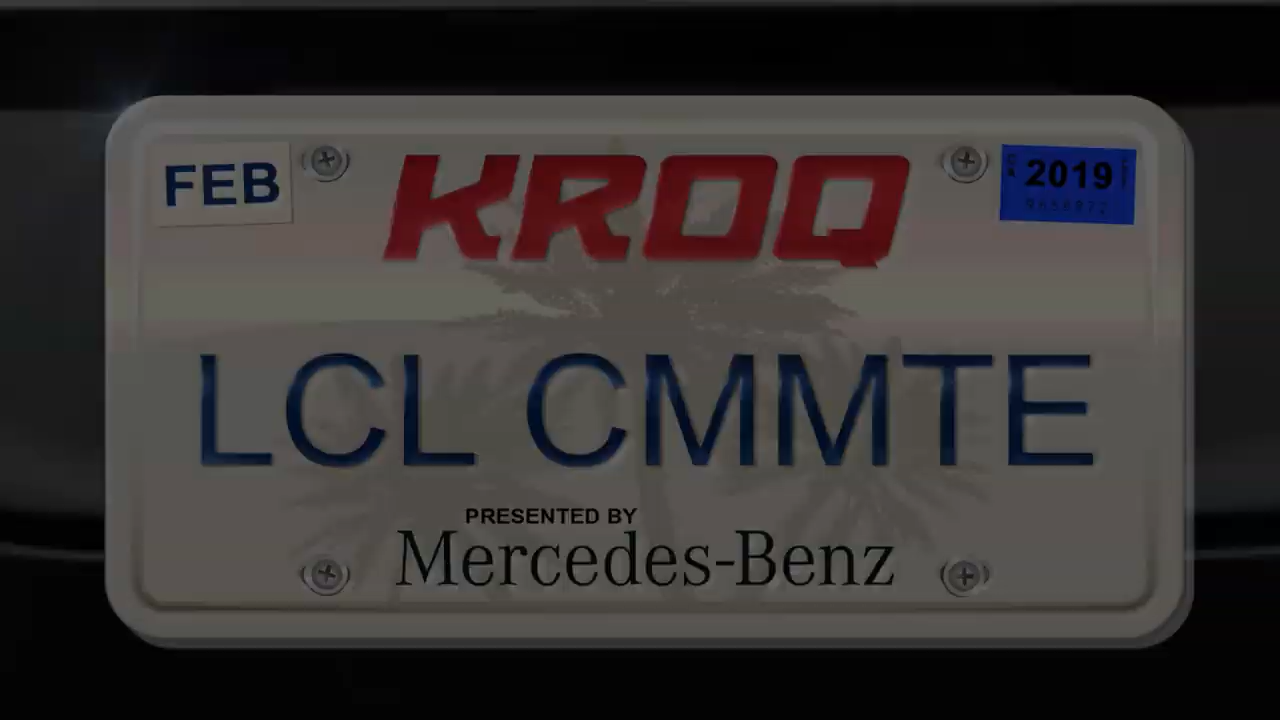 FEB
KROQ
2019
LCL CMMTE
PRESENTED BY
Mercedes-Benz